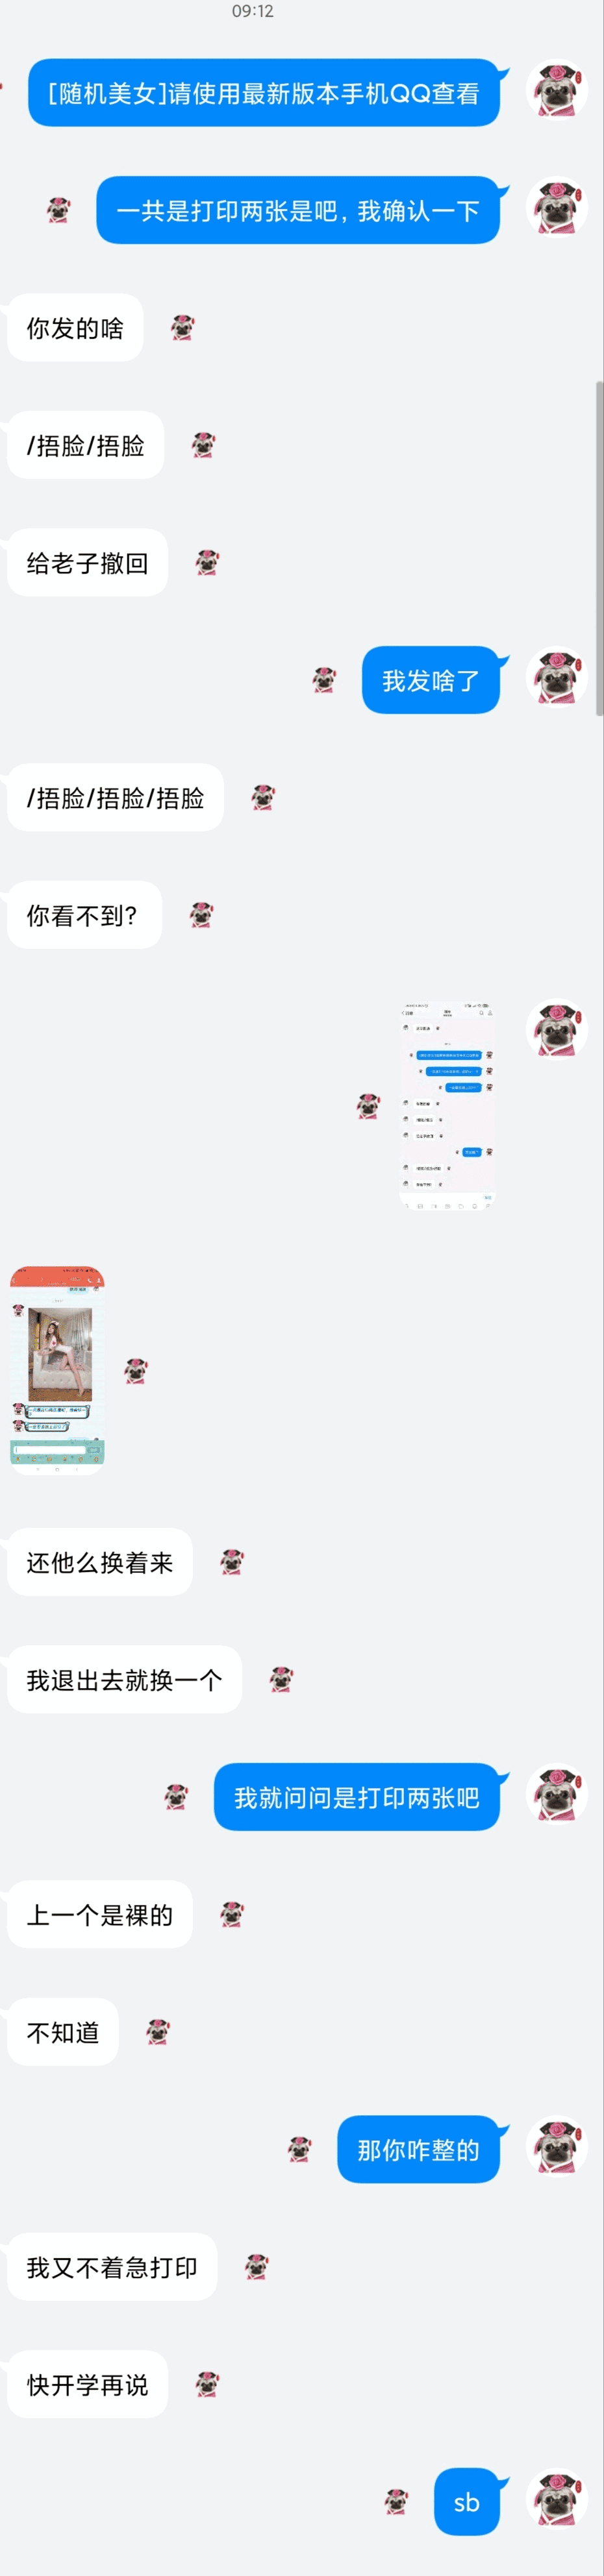 09:12
[随机美女]请使用最新版本手机QQ查看
一共是打印两张是吧，我确认一下
你发的啥
/捂脸/捂脸
给老子撤回
我发啥了
/捂脸/捂脸/捂脸
你看不到?
还他么换着来
我退出去就换一个
我就问问是打印两张吧
上一个是裸的
不知道
那你咋整的
我又不着急打印
快开学再说
sb